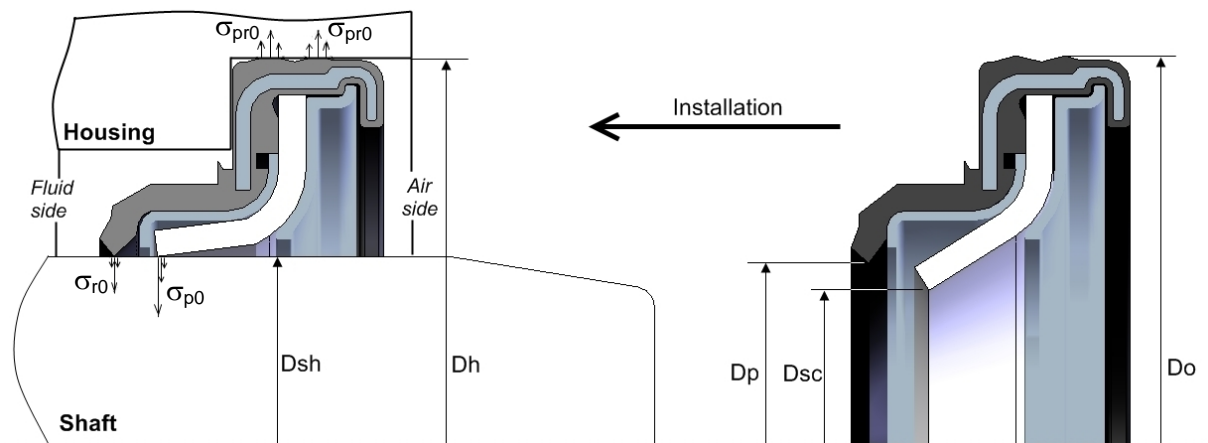 σpr0 σpr0
Housing
Installation
Fluid side
Air side
σr0
σp0
Dsh
Dh
Dp
Dsc
Do
Shaft